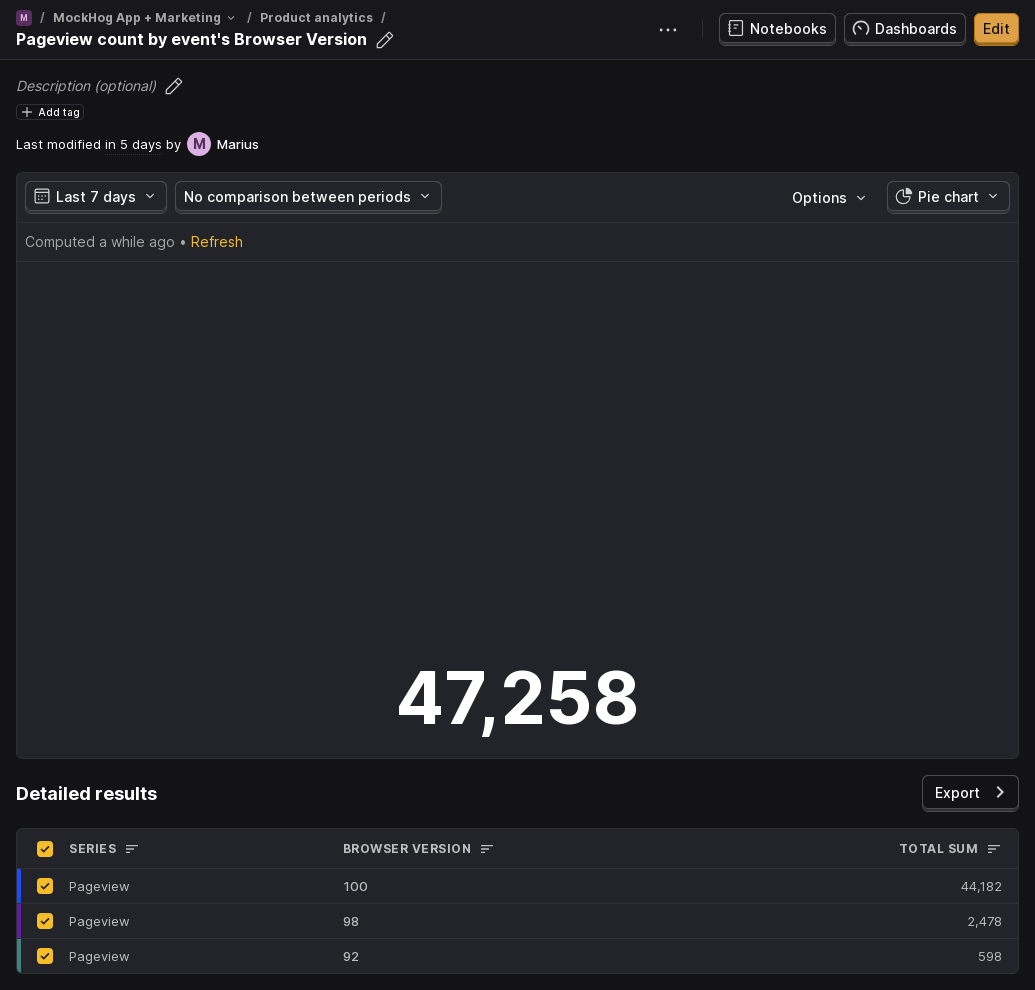 M / MockHog App + Marketing / Product analytics /
Pageview count by event's Browser Version
Notebooks
Dashboards
Edit
Description (optional)
Add tag
Last modified in 5 days by M Marius
Last 7 days
No comparison between periods
Options
Pie chart
Computed a while ago • Refresh
47,258
Detailed results
Export
SERIES BROWSER VERSION TOTAL SUM
Pageview 100 44,182
Pageview 98 2,478
Pageview 92 598